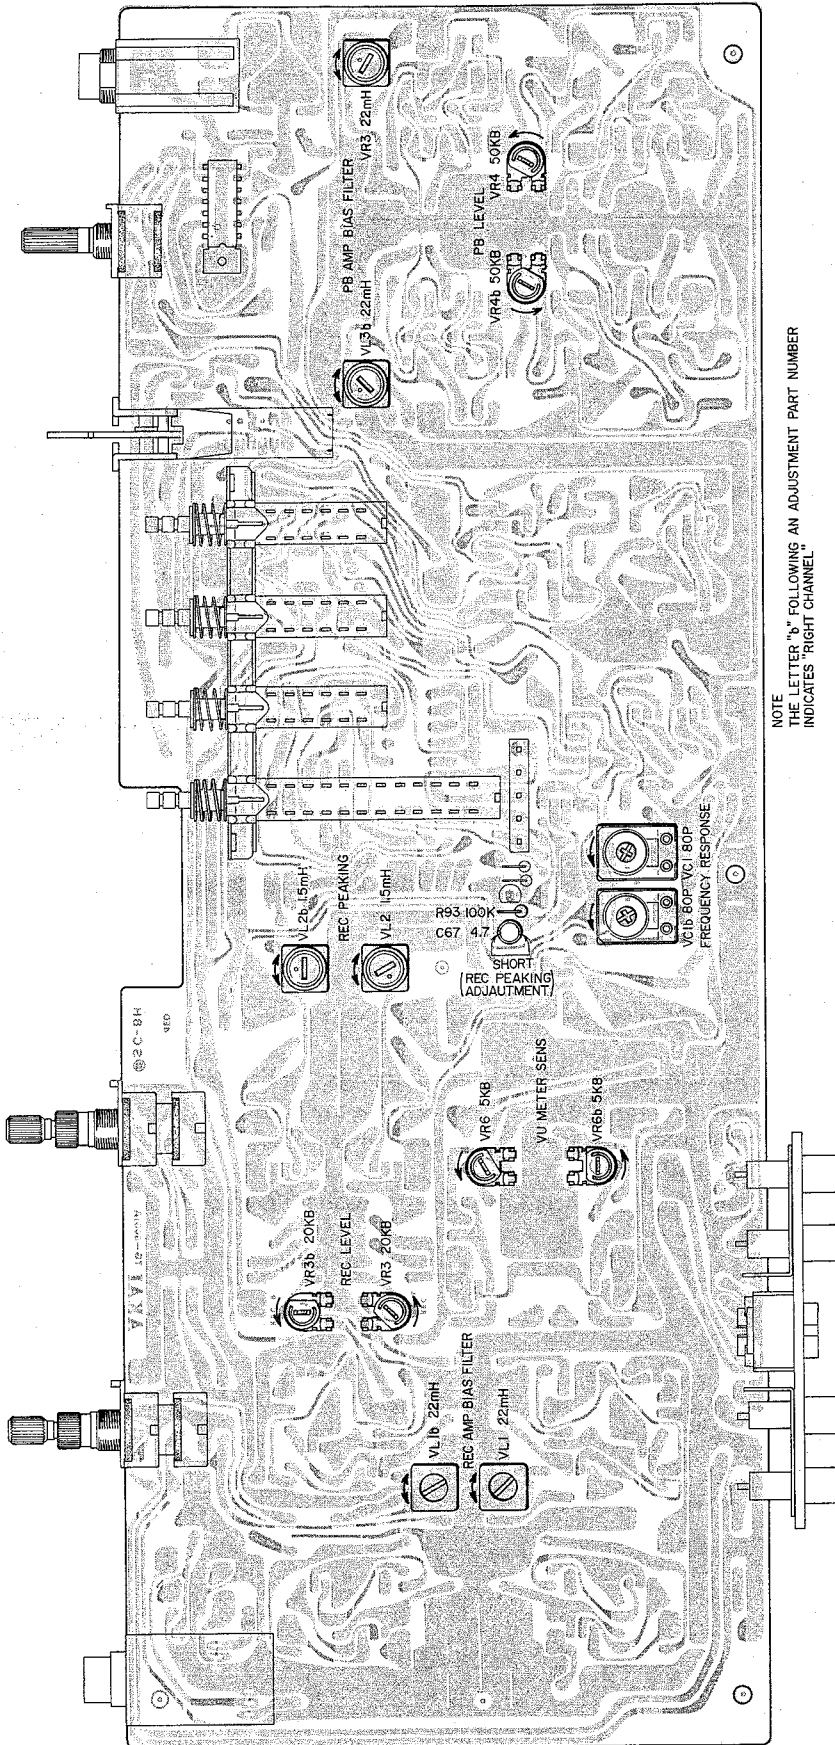 VR3 22mH
PB AMP BIAS FILTER
VL3b 22mH
VR4 50KB
PB LEVEL
VR4b 50KB
VL2b 15mH
REC PEAKING
VL2 15mH
R93 100K
C67 4.7
SHORT
(REC PEAKING
ADJAUTMENT)
VC1b 80P VC1 80P
FREQUENCY RESPONSE
NOTE
THE LETTER "b" FOLLOWING AN ADJUSTMENT PART NUMBER
INDICATES "RIGHT CHANNEL"
VR6 5KB
VU METER SENS
VR6b 5KB
VR3b 20KB
REC LEVEL
VR3 20KB
VL1b 22mH
REC AMP BIAS FILTER
VL1 22mH
AKAI